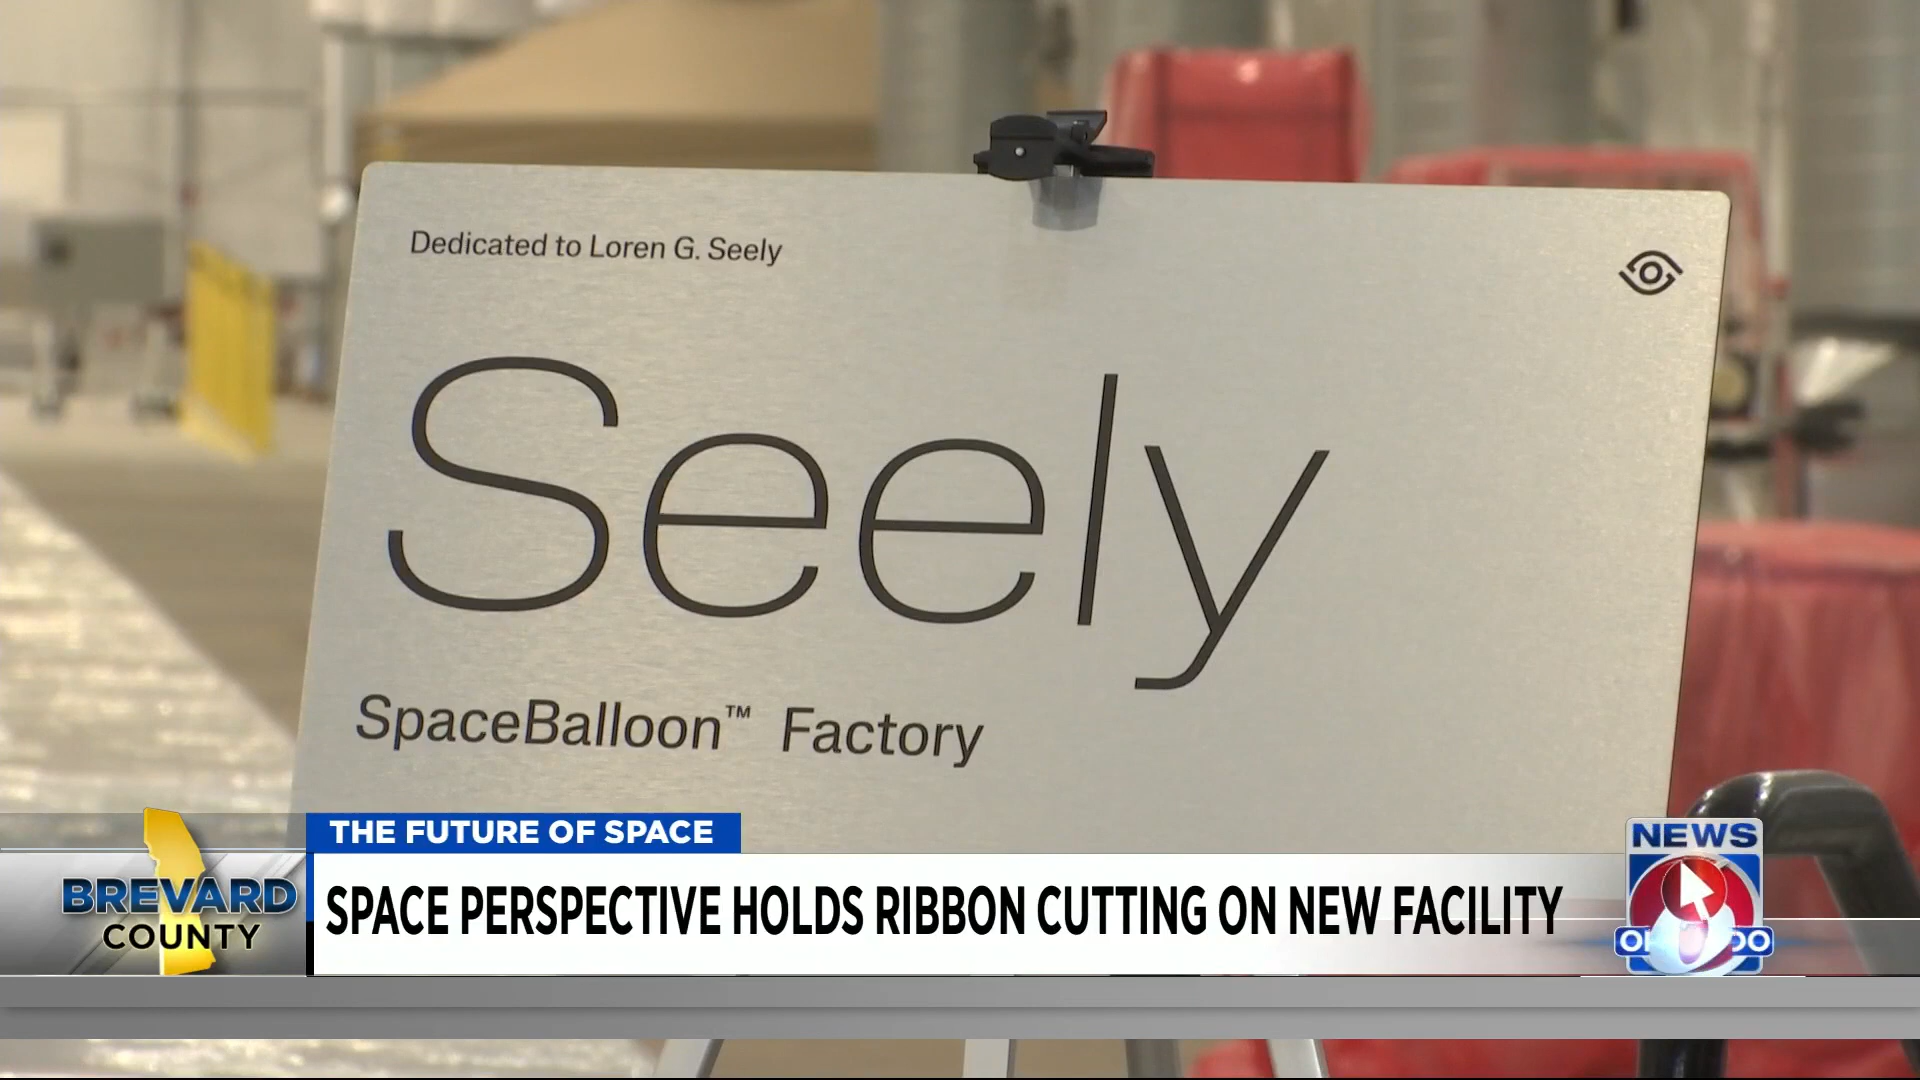 Dedicated to Loren G. Seely
Seely
SpaceBalloon™ Factory
THE FUTURE OF SPACE
BREVARD
COUNTY
SPACE PERSPECTIVE HOLDS RIBBON CUTTING ON NEW FACILITY
NEWS